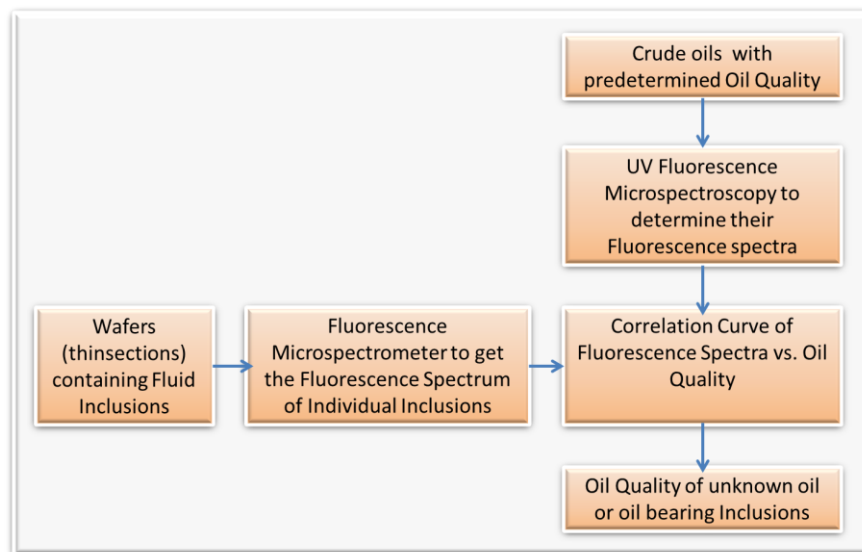 Crude oils with
predetermined Oil Quality
UV Fluorescence
Microspectroscopy to
determine their
Fluorescence spectra
Wafers
(thinsections)
containing Fluid
Inclusions
Fluorescence
Microspectrometer to get
the Fluorescence Spectrum
of Individual Inclusions
Correlation Curve of
Fluorescence Spectra vs. Oil
Quality
Oil Quality of unknown oil
or oil bearing Inclusions